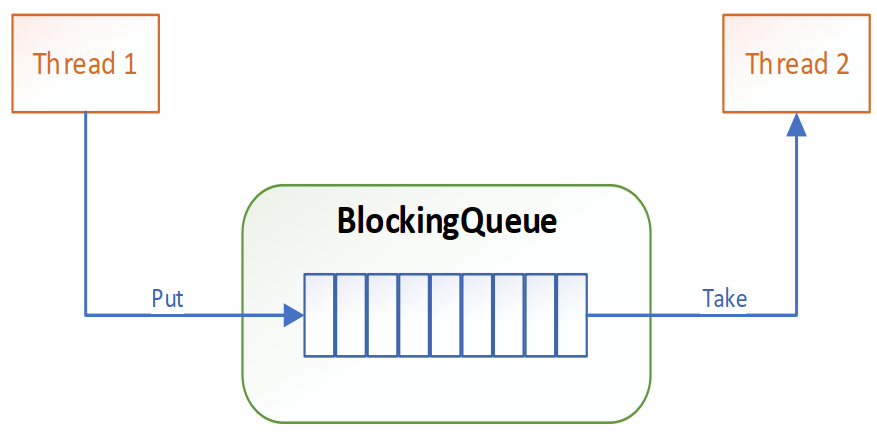 Thread 1
Thread 2
BlockingQueue
Put
Take